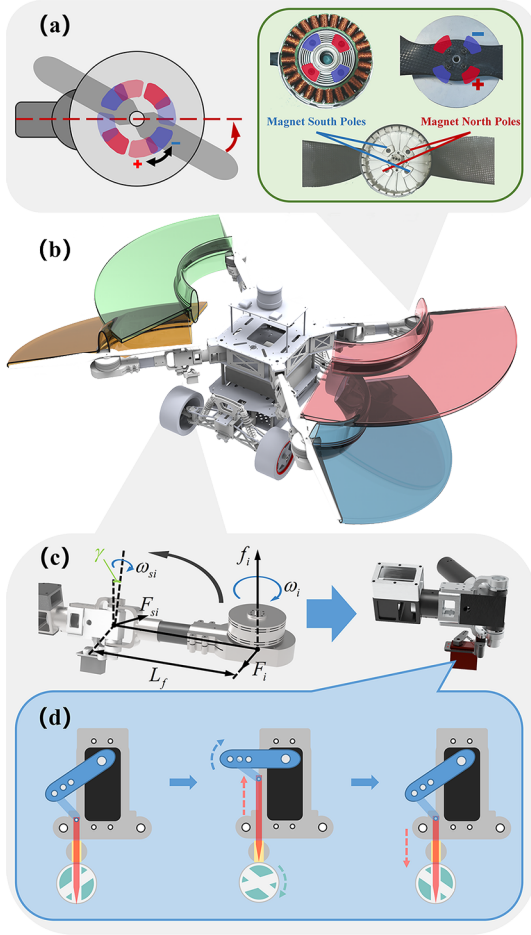 (a)
+
−
−
+
Magnet South Poles
Magnet North Poles
(b)
(c)
γ
ω_si
F_si
f_i
ω_i
F_i
L_f
(d)